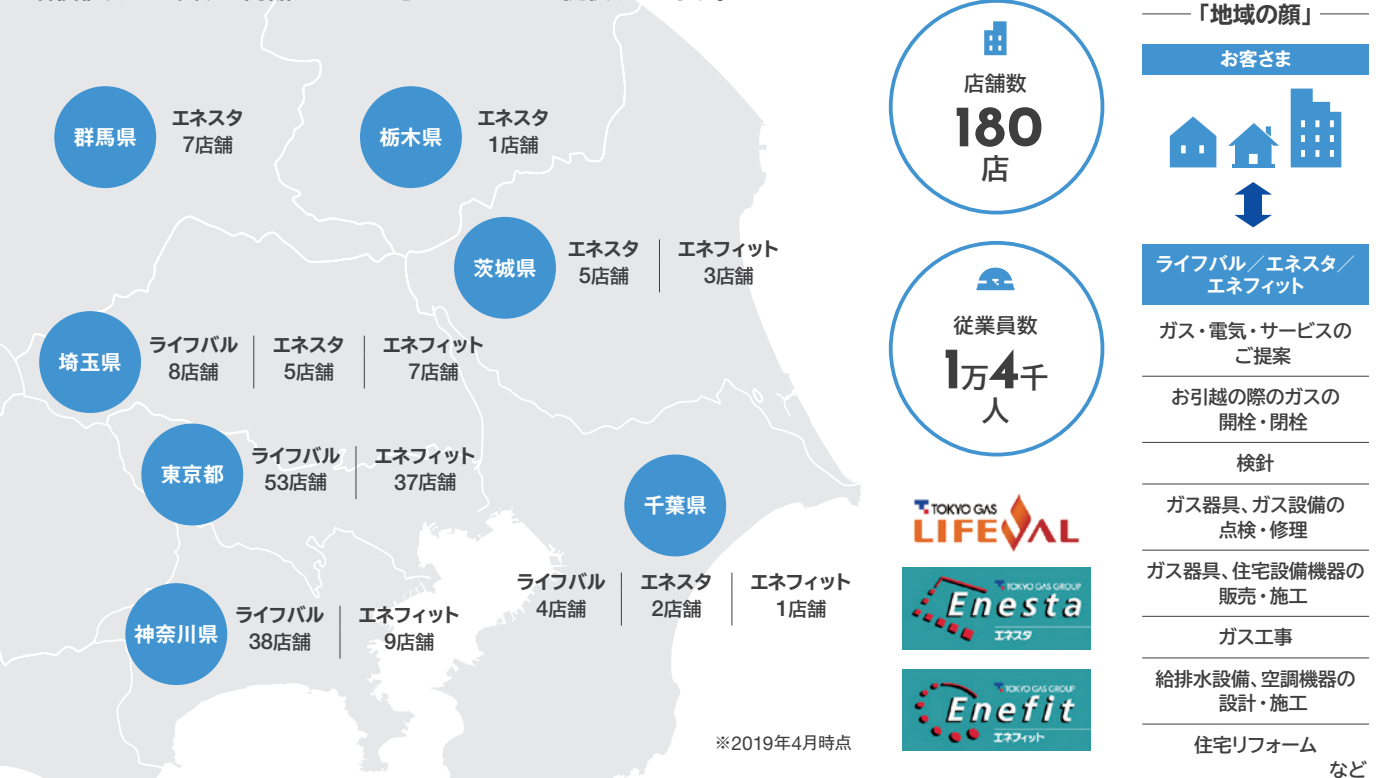 群馬県
エネスタ
7店舗
栃木県
エネスタ
1店舗
茨城県
エネスタ
5店舗
エネフィット
3店舗
埼玉県
ライフバル
8店舗
エネスタ
5店舗
エネフィット
7店舗
東京都
ライフバル
53店舗
エネフィット
37店舗
千葉県
ライフバル
4店舗
エネスタ
2店舗
エネフィット
1店舗
神奈川県
ライフバル
38店舗
エネフィット
9店舗
※2019年4月時点
店舗数
180
店
従業員数
1万4千
人
TOKYO GAS
LIFEVAL
TOKYO GAS GROUP
Enesta
エネスタ
TOKYO GAS GROUP
Enefit
エネフィット
「地域の顔」
お客さま
ライフバル／エネスタ／
エネフィット
ガス・電気・サービスの
ご提案
お引越の際のガスの
開栓・閉栓
検針
ガス器具、ガス設備の
点検・修理
ガス器具、住宅設備機器の
販売・施工
ガス工事
給排水設備、空調機器の
設計・施工
住宅リフォーム
など